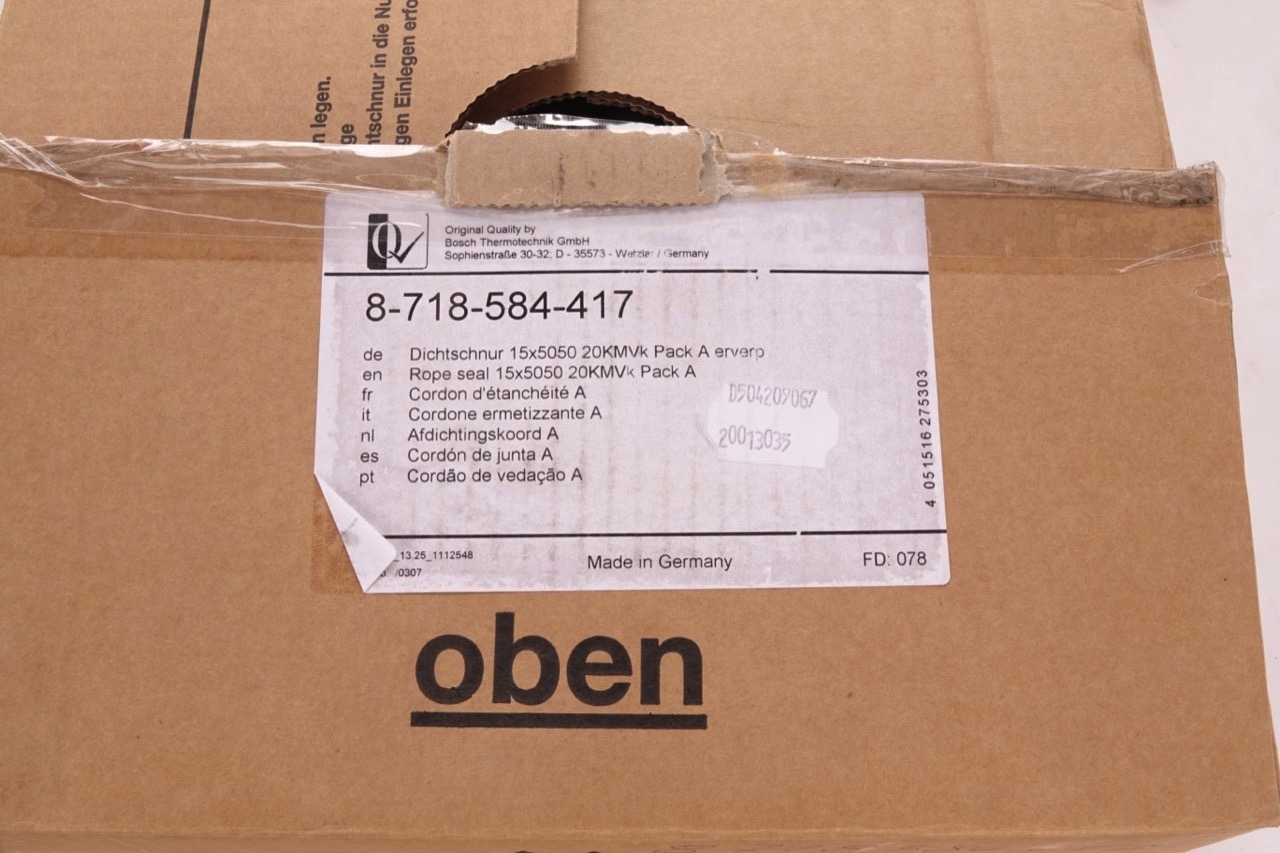 n legen.
ge
htschnur in die Nu
gen Einlegen erfo
Original Quality by
Bosch Thermotechnik GmbH
Sophienstraße 30-32; D - 35573 - Wetzlar / Germany
8-718-584-417
de Dichtschnur 15x5050 20KMVk Pack A erverp
en Rope seal 15x5050 20KMVk Pack A
fr Cordon d'étanchéité A
it Cordone ermetizzante A
nl Afdichtingskoord A
es Cordón de junta A
pt Cordão de vedação A
D504209067
20013035
4 051516 275303
_13.25_1112548
/0307
Made in Germany
FD: 078
oben